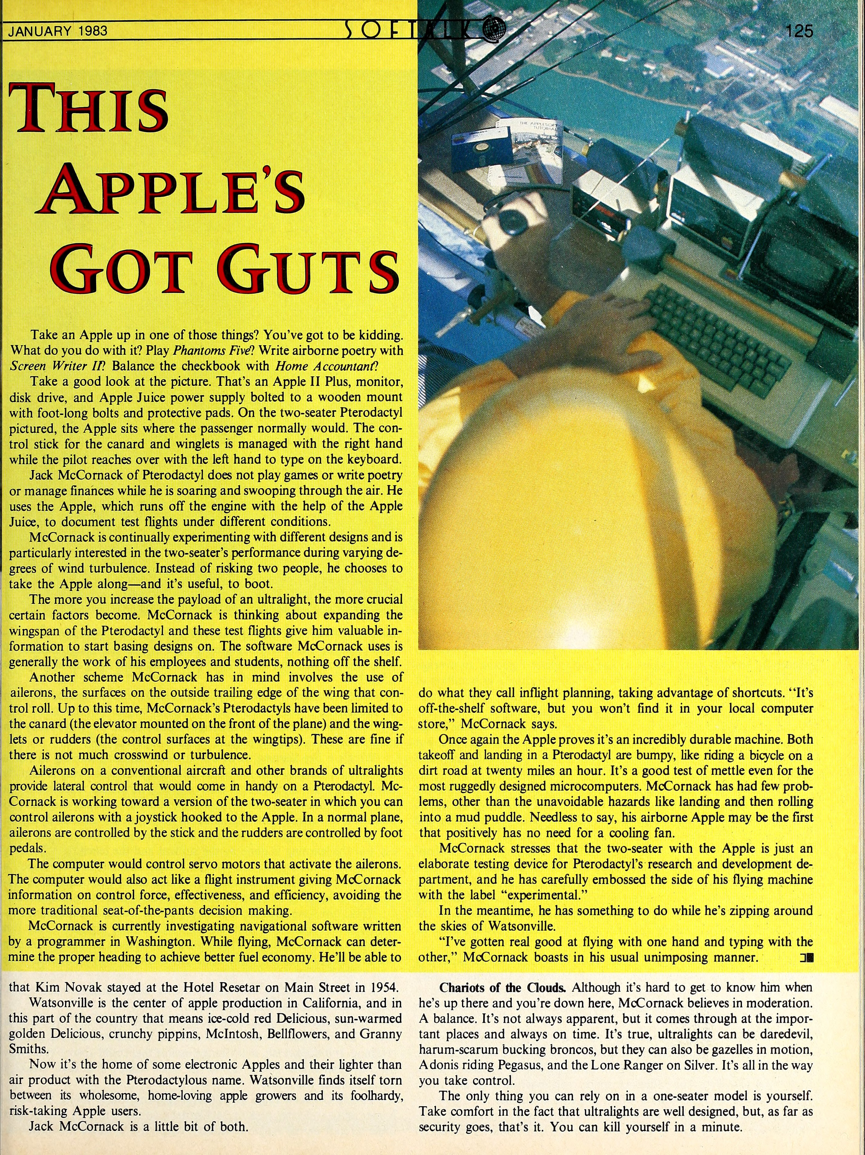 JANUARY 1983
SOFTALK
125
THIS
APPLE'S
GOT GUTS
Take an Apple up in one of those things? You've got to be kidding.
What do you do with it? Play Phantoms Five? Write airborne poetry with
Screen Writer II? Balance the checkbook with Home Accountant?
Take a good look at the picture. That's an Apple II Plus, monitor,
disk drive, and Apple Juice power supply bolted to a wooden mount
with foot-long bolts and protective pads. On the two-seater Pterodactyl
pictured, the Apple sits where the passenger normally would. The con-
trol stick for the canard and winglets is managed with the right hand
while the pilot reaches over with the left hand to type on the keyboard.
Jack McCornack of Pterodactyl does not play games or write poetry
or manage finances while he is soaring and swooping through the air. He
uses the Apple, which runs off the engine with the help of the Apple
Juice, to document test flights under different conditions.
McCornack is continually experimenting with different designs and is
particularly interested in the two-seater's performance during varying de-
grees of wind turbulence. Instead of risking two people, he chooses to
take the Apple along—and it's useful, to boot.
The more you increase the payload of an ultralight, the more crucial
certain factors become. McCornack is thinking about expanding the
wingspan of the Pterodactyl and these test flights give him valuable in-
formation to start basing designs on. The software McCornack uses is
generally the work of his employees and students, nothing off the shelf.
Another scheme McCornack has in mind involves the use of
ailerons, the surfaces on the outside trailing edge of the wing that con-
trol roll. Up to this time, McCornack's Pterodactyls have been limited to
the canard (the elevator mounted on the front of the plane) and the wing-
lets or rudders (the control surfaces at the wingtips). These are fine if
there is not much crosswind or turbulence.
Ailerons on a conventional aircraft and other brands of ultralights
provide lateral control that would come in handy on a Pterodactyl. Mc-
Cornack is working toward a version of the two-seater in which you can
control ailerons with a joystick hooked to the Apple. In a normal plane,
ailerons are controlled by the stick and the rudders are controlled by foot
pedals.
The computer would control servo motors that activate the ailerons.
The computer would also act like a flight instrument giving McCornack
information on control force, effectiveness, and efficiency, avoiding the
more traditional seat-of-the-pants decision making.
McCornack is currently investigating navigational software written
by a programmer in Washington. While flying, McCornack can deter-
mine the proper heading to achieve better fuel economy. He'll be able to
do what they call inflight planning, taking advantage of shortcuts. "It's
off-the-shelf software, but you won't find it in your local computer
store," McCornack says.
Once again the Apple proves it's an incredibly durable machine. Both
takeoff and landing in a Pterodactyl are bumpy, like riding a bicycle on a
dirt road at twenty miles an hour. It's a good test of mettle even for the
most ruggedly designed microcomputers. McCornack has had few prob-
lems, other than the unavoidable hazards like landing and then rolling
into a mud puddle. Needless to say, his airborne Apple may be the first
that positively has no need for a cooling fan.
McCornack stresses that the two-seater with the Apple is just an
elaborate testing device for Pterodactyl's research and development de-
partment, and he has carefully embossed the side of his flying machine
with the label "experimental."
In the meantime, he has something to do while he's zipping around
the skies of Watsonville.
"I've gotten real good at flying with one hand and typing with the
other," McCornack boasts in his usual unimposing manner.
that Kim Novak stayed at the Hotel Resetar on Main Street in 1954.
Watsonville is the center of apple production in California, and in
this part of the country that means ice-cold red Delicious, sun-warmed
golden Delicious, crunchy pippins, McIntosh, Bellflowers, and Granny
Smiths.
Now it's the home of some electronic Apples and their lighter than
air product with the Pterodactylous name. Watsonville finds itself torn
between its wholesome, home-loving apple growers and its foolhardy,
risk-taking Apple users.
Jack McCornack is a little bit of both.
Chariots of the Clouds. Although it's hard to get to know him when
he's up there and you're down here, McCornack believes in moderation.
A balance. It's not always apparent, but it comes through at the impor-
tant places and always on time. It's true, ultralights can be daredevil,
harum-scarum bucking broncos, but they can also be gazelles in motion,
Adonis riding Pegasus, and the Lone Ranger on Silver. It's all in the way
you take control.
The only thing you can rely on in a one-seater model is yourself.
Take comfort in the fact that ultralights are well designed, but, as far as
security goes, that's it. You can kill yourself in a minute.